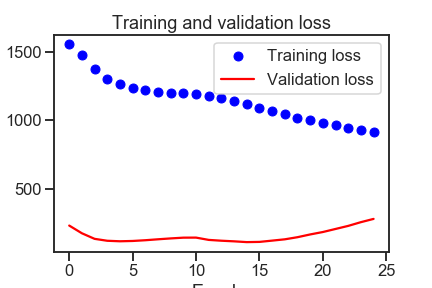 Training and validation loss
Training loss
Validation loss
1500
1000
500
0 5 10 15 20 25